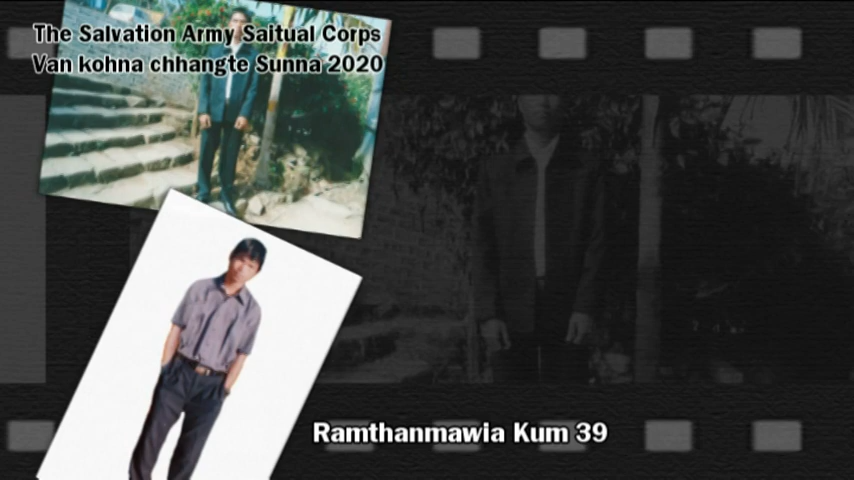 The Salvation Army Saitual Corps
Van kohna chhangte Sunna 2020
Ramthanmawia Kum 39